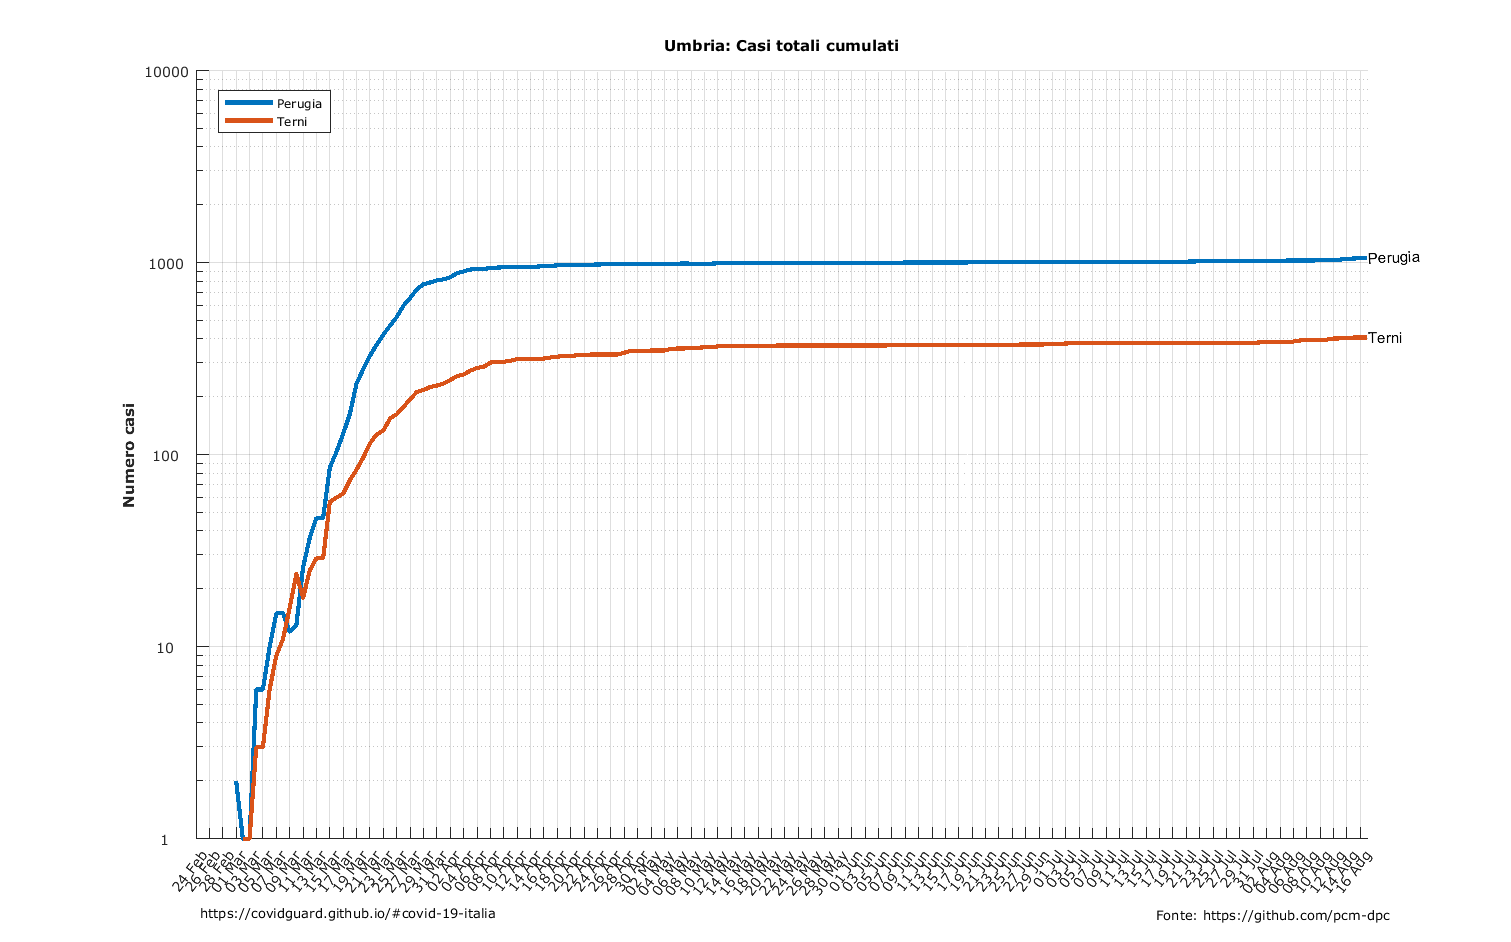 Umbria: Casi totali cumulati
10000
1000
100
10
1
Numero casi
Perugia
Terni
Perugia
Terni
24 Feb
26 Feb
28 Feb
01 Mar
03 Mar
05 Mar
07 Mar
09 Mar
11 Mar
13 Mar
15 Mar
17 Mar
19 Mar
21 Mar
23 Mar
25 Mar
27 Mar
29 Mar
31 Mar
02 Apr
04 Apr
06 Apr
08 Apr
10 Apr
12 Apr
14 Apr
16 Apr
18 Apr
20 Apr
22 Apr
24 Apr
26 Apr
28 Apr
30 Apr
02 May
04 May
06 May
08 May
10 May
12 May
14 May
16 May
18 May
20 May
22 May
24 May
26 May
28 May
30 May
01 Jun
03 Jun
05 Jun
07 Jun
09 Jun
11 Jun
13 Jun
15 Jun
17 Jun
19 Jun
21 Jun
23 Jun
25 Jun
27 Jun
29 Jun
01 Jul
03 Jul
05 Jul
07 Jul
09 Jul
11 Jul
13 Jul
15 Jul
17 Jul
19 Jul
21 Jul
23 Jul
25 Jul
27 Jul
29 Jul
31 Jul
02 Aug
04 Aug
06 Aug
08 Aug
10 Aug
12 Aug
14 Aug
16 Aug
https://covidguard.github.io/#covid-19-italia
Fonte: https://github.com/pcm-dpc